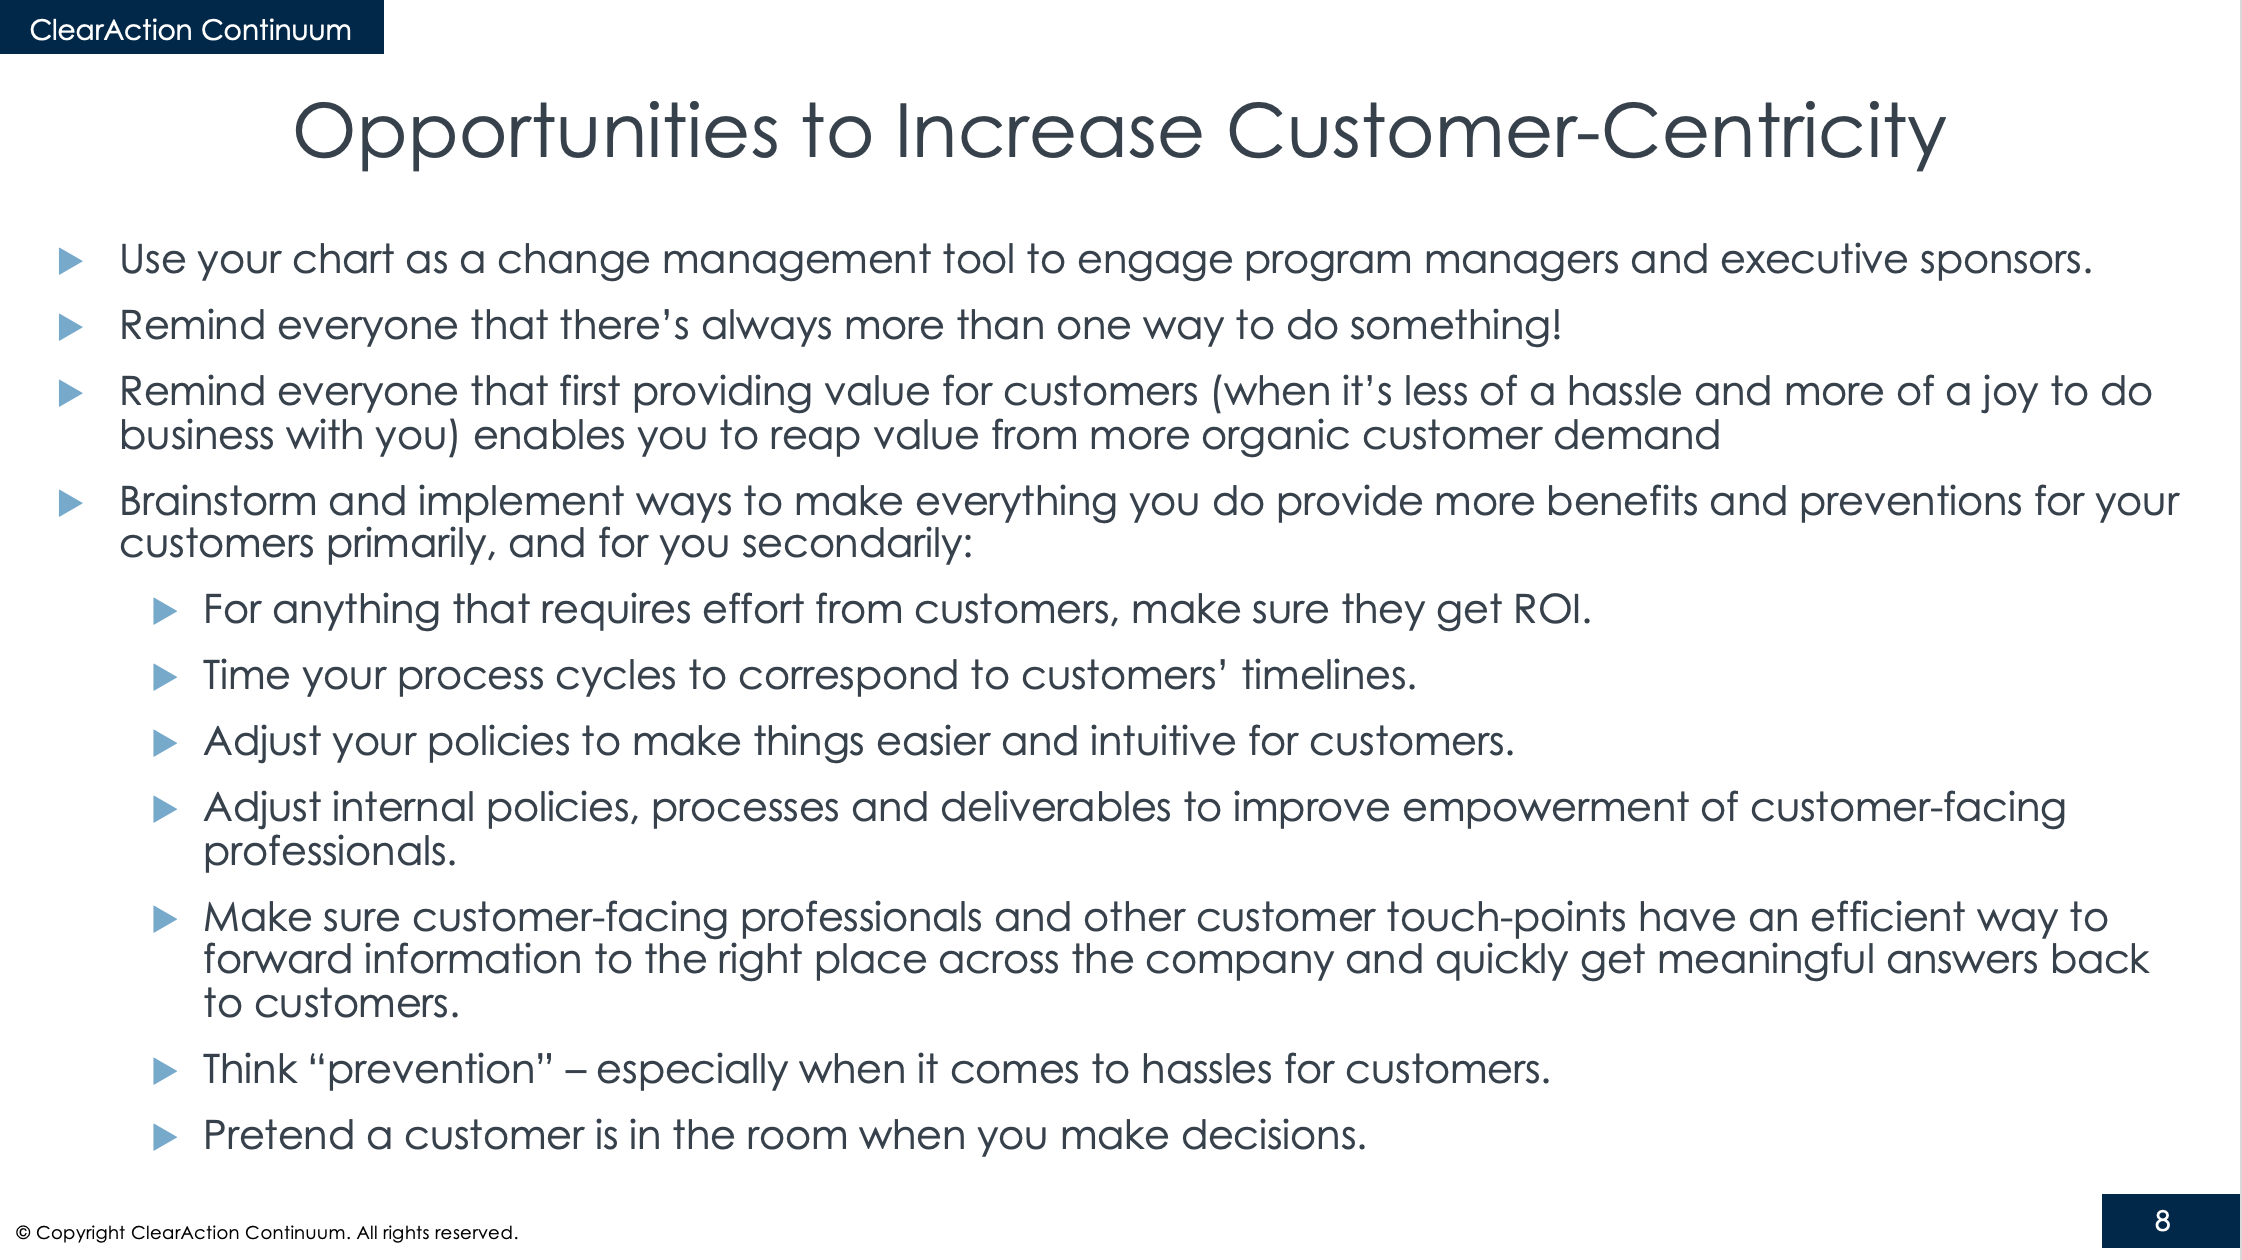 ClearAction Continuum
Opportunities to Increase Customer-Centricity
Use your chart as a change management tool to engage program managers and executive sponsors.
Remind everyone that there’s always more than one way to do something!
Remind everyone that first providing value for customers (when it’s less of a hassle and more of a joy to do
business with you) enables you to reap value from more organic customer demand
Brainstorm and implement ways to make everything you do provide more benefits and preventions for your
customers primarily, and for you secondarily:
For anything that requires effort from customers, make sure they get ROI.
Time your process cycles to correspond to customers’ timelines.
Adjust your policies to make things easier and intuitive for customers.
Adjust internal policies, processes and deliverables to improve empowerment of customer-facing
professionals.
Make sure customer-facing professionals and other customer touch-points have an efficient way to
forward information to the right place across the company and quickly get meaningful answers back
to customers.
Think “prevention” – especially when it comes to hassles for customers.
Pretend a customer is in the room when you make decisions.
© Copyright ClearAction Continuum. All rights reserved.
8